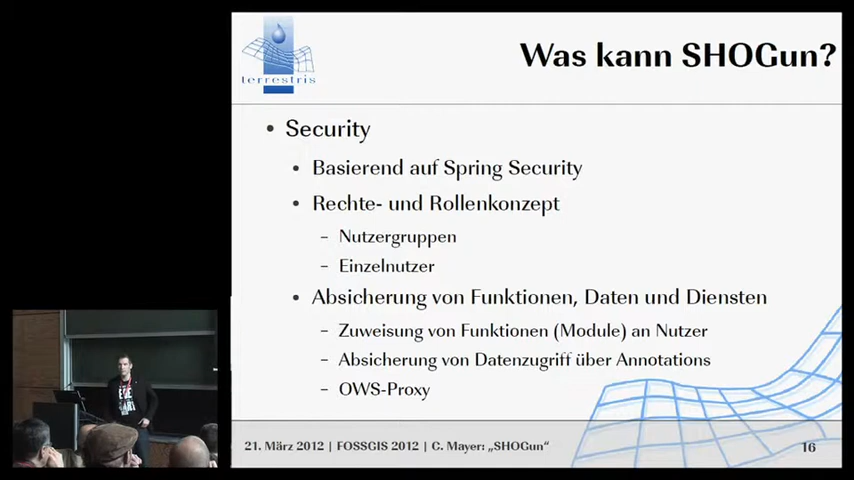 terrestris
Was kann SHOGun?
• Security
• Basierend auf Spring Security
• Rechte- und Rollenkonzept
– Nutzergruppen
– Einzelnutzer
• Absicherung von Funktionen, Daten und Diensten
– Zuweisung von Funktionen (Module) an Nutzer
– Absicherung von Datenzugriff über Annotations
– OWS-Proxy
21. März 2012 | FOSSGIS 2012 | C. Mayer: „SHOGun“
16